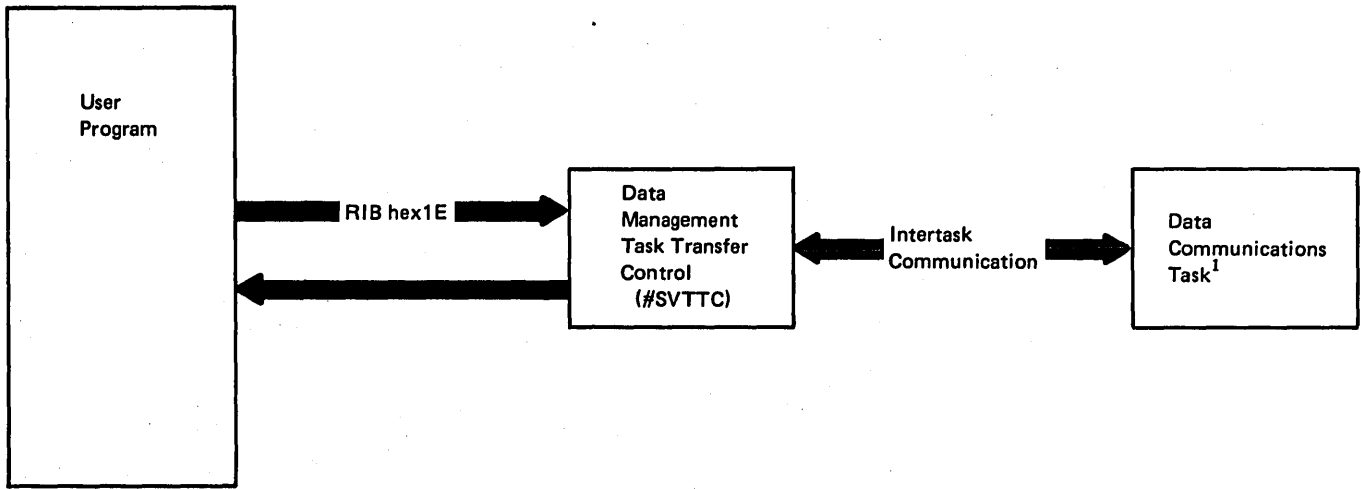 User
Program
RIB hex1E
Data
Management
Task Transfer
Control
(#SVTTC)
Intertask
Communication
Data
Communications
Task¹